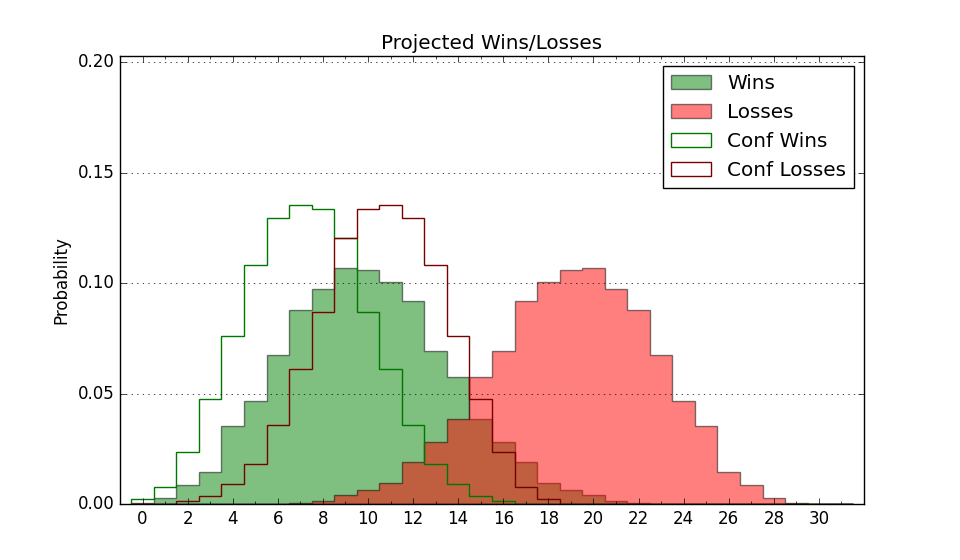 Projected Wins/Losses
0.20
0.15
0.10
0.05
0.00
Probability
Wins
Losses
Conf Wins
Conf Losses
0 2 4 6 8 10 12 14 16 18 20 22 24 26 28 30